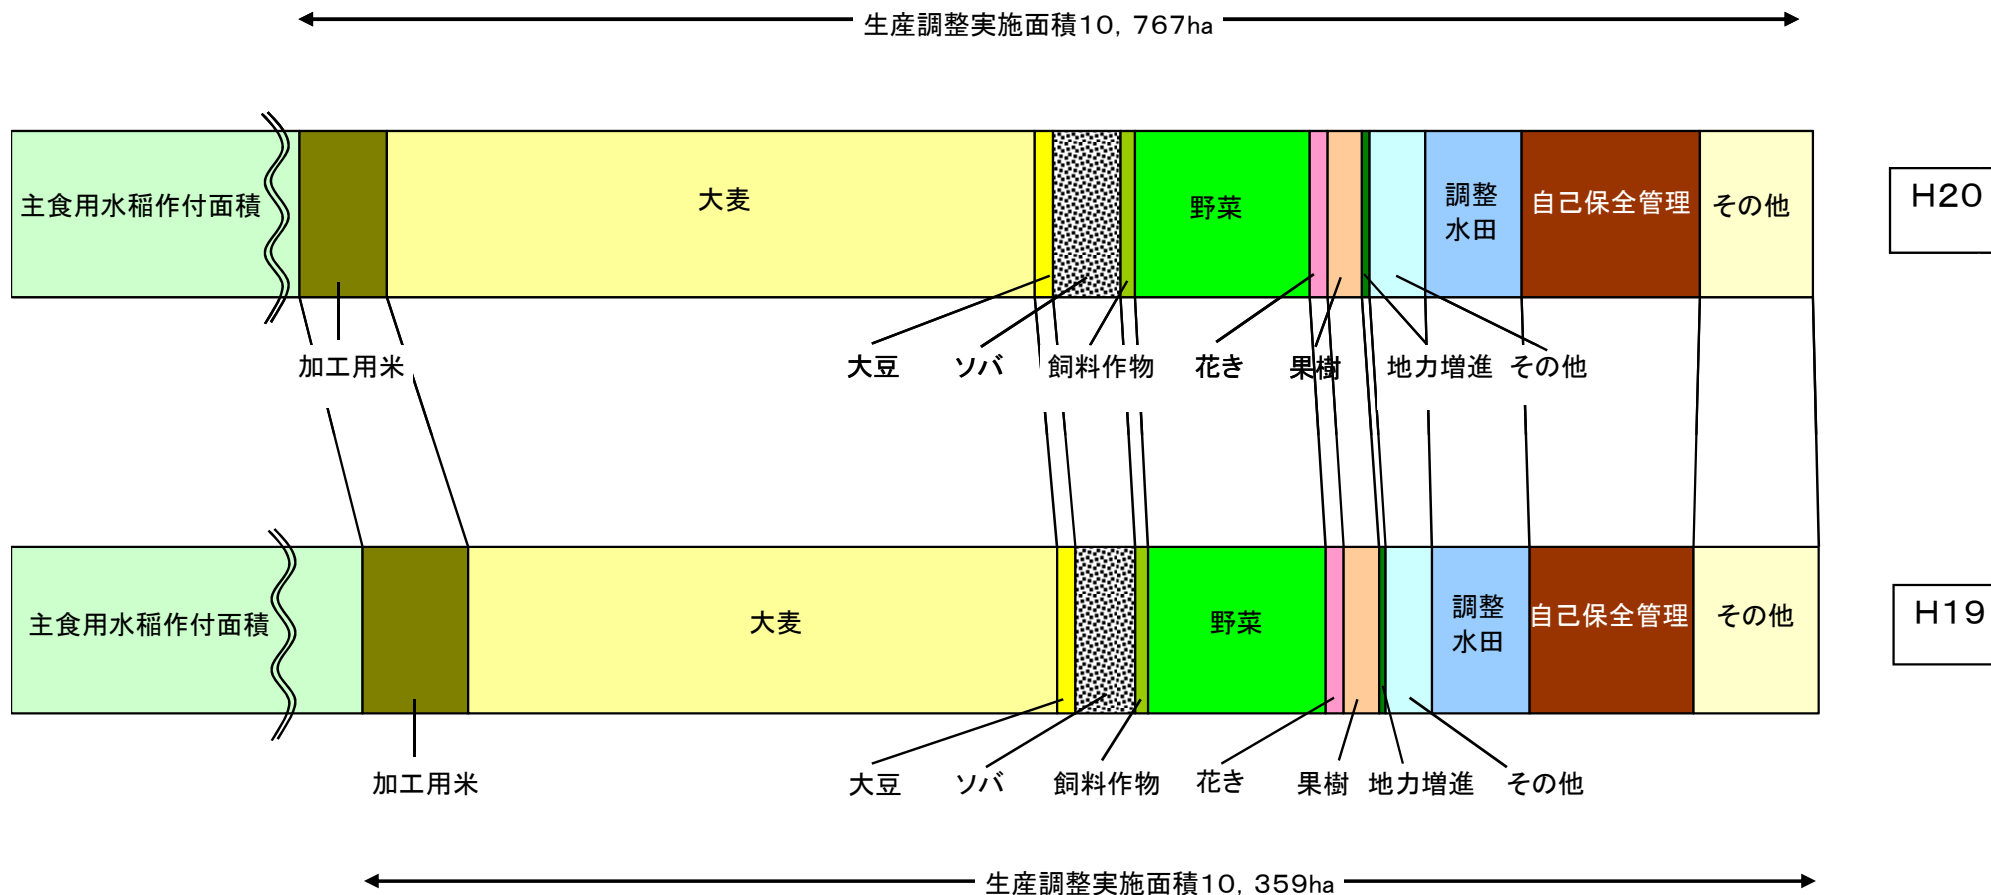 生産調整実施面積10，767ha
主食用水稲作付面積
大麦
野菜
調整
水田
自己保全管理
その他
H20
加工用米
大豆
ソバ
飼料作物
花き
果樹
地力増進
その他
主食用水稲作付面積
大麦
野菜
調整
水田
自己保全管理
その他
H19
加工用米
大豆
ソバ
飼料作物
花き
果樹
地力増進
その他
生産調整実施面積10，359ha